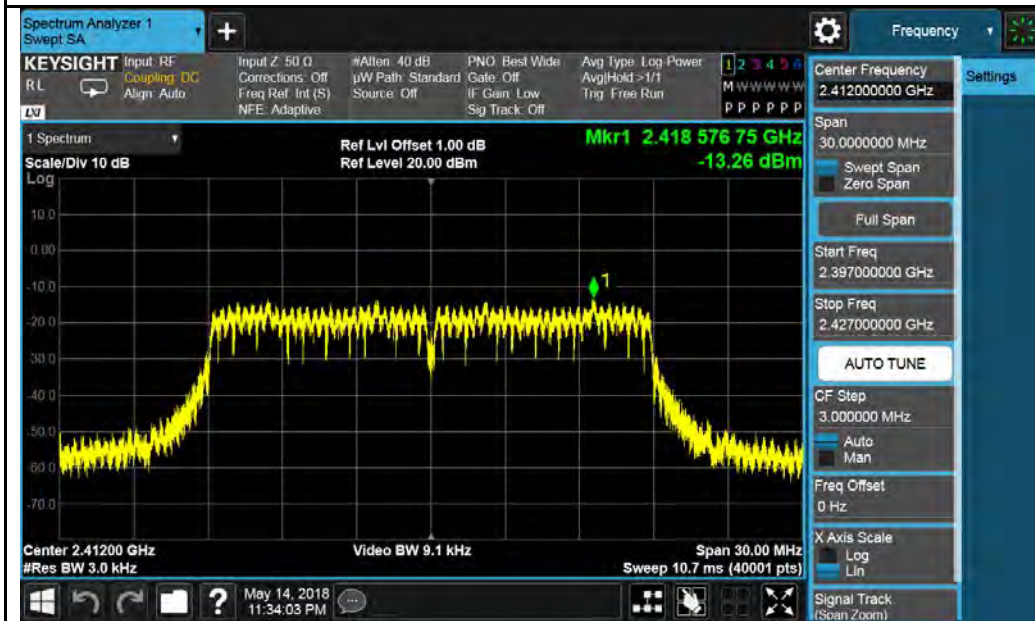 Spectrum Analyzer 1
Swept SA
+
Frequency
KEYSIGHT
RL
LXI
Input: RF
Coupling: DC
Align: Auto
Input Z: 50 Ω
Corrections: Off
Freq Ref: Int (S)
NFE: Adaptive
#Atten: 40 dB
µW Path: Standard
Source: Off
PNO: Best Wide
Gate: Off
IF Gain: Low
Sig Track: Off
Avg Type: Log-Power
Avg|Hold:>1/1
Trig: Free Run
1 2 3 4 5 6
M W W W W W
P P P P P P
1 Spectrum
Scale/Div 10 dB
Log
Ref Lvl Offset 1.00 dB
Ref Level 20.00 dBm
Mkr1 2.418 576 75 GHz
-13.26 dBm
10.0
0.00
-10.0
-20.0
-30.0
-40.0
-50.0
-60.0
-70.0
1
Center 2.41200 GHz
#Res BW 3.0 kHz
Video BW 9.1 kHz
Span 30.00 MHz
Sweep 10.7 ms (40001 pts)
?
May 14, 2018
11:34:03 PM
Center Frequency
2.412000000 GHz
Span
30.0000000 MHz
Swept Span
Zero Span
Full Span
Start Freq
2.397000000 GHz
Stop Freq
2.427000000 GHz
AUTO TUNE
CF Step
3.000000 MHz
Auto
Man
Freq Offset
0 Hz
X Axis Scale
Log
Lin
Signal Track
(Span Zoom)
Settings